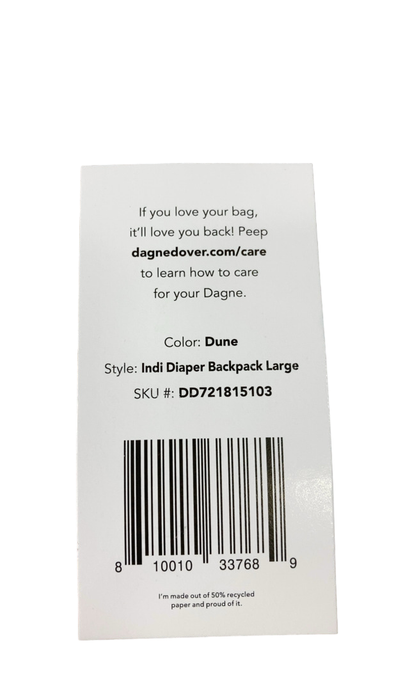 If you love your bag,
it'll love you back! Peep
dagnedover.com/care
to learn how to care
for your Dagne.
Color: Dune
Style: Indi Diaper Backpack Large
SKU #: DD721815103
8 10010 33768 9
I'm made out of 50% recycled
paper and proud of it.